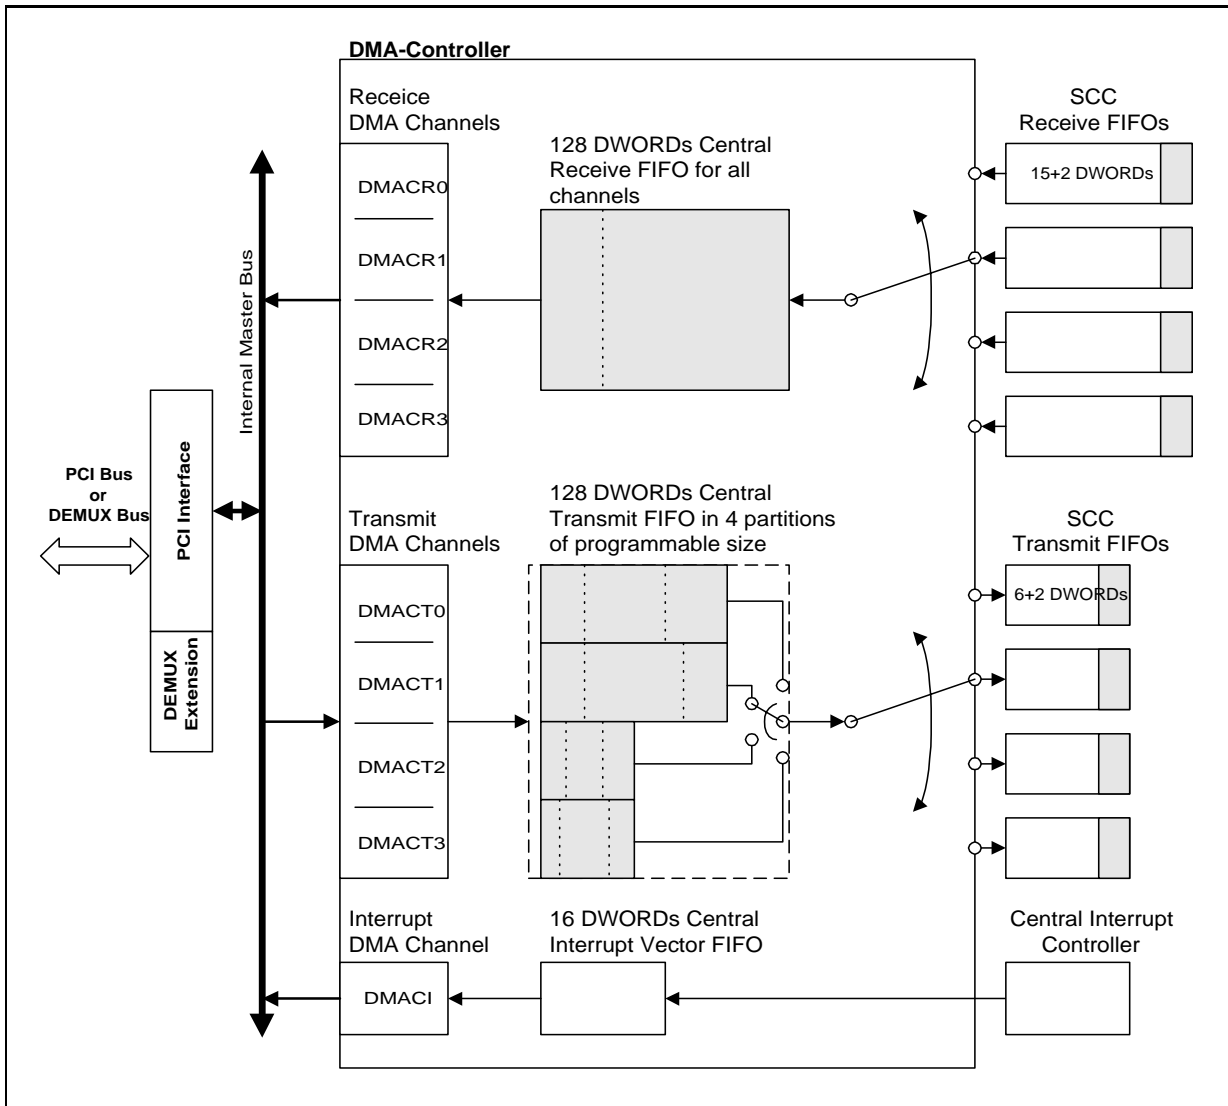 DMA-Controller
Receice
DMA Channels
DMACR0
DMACR1
DMACR2
DMACR3
128 DWORDs Central
Receive FIFO for all
channels
SCC
Receive FIFOs
15+2 DWORDs
Internal Master Bus
PCI Bus
or
DEMUX Bus
PCI Interface
DEMUX
Extension
Transmit
DMA Channels
DMACT0
DMACT1
DMACT2
DMACT3
128 DWORDs Central
Transmit FIFO in 4 partitions
of programmable size
SCC
Transmit FIFOs
6+2 DWORDs
Interrupt
DMA Channel
DMACI
16 DWORDs Central
Interrupt Vector FIFO
Central Interrupt
Controller